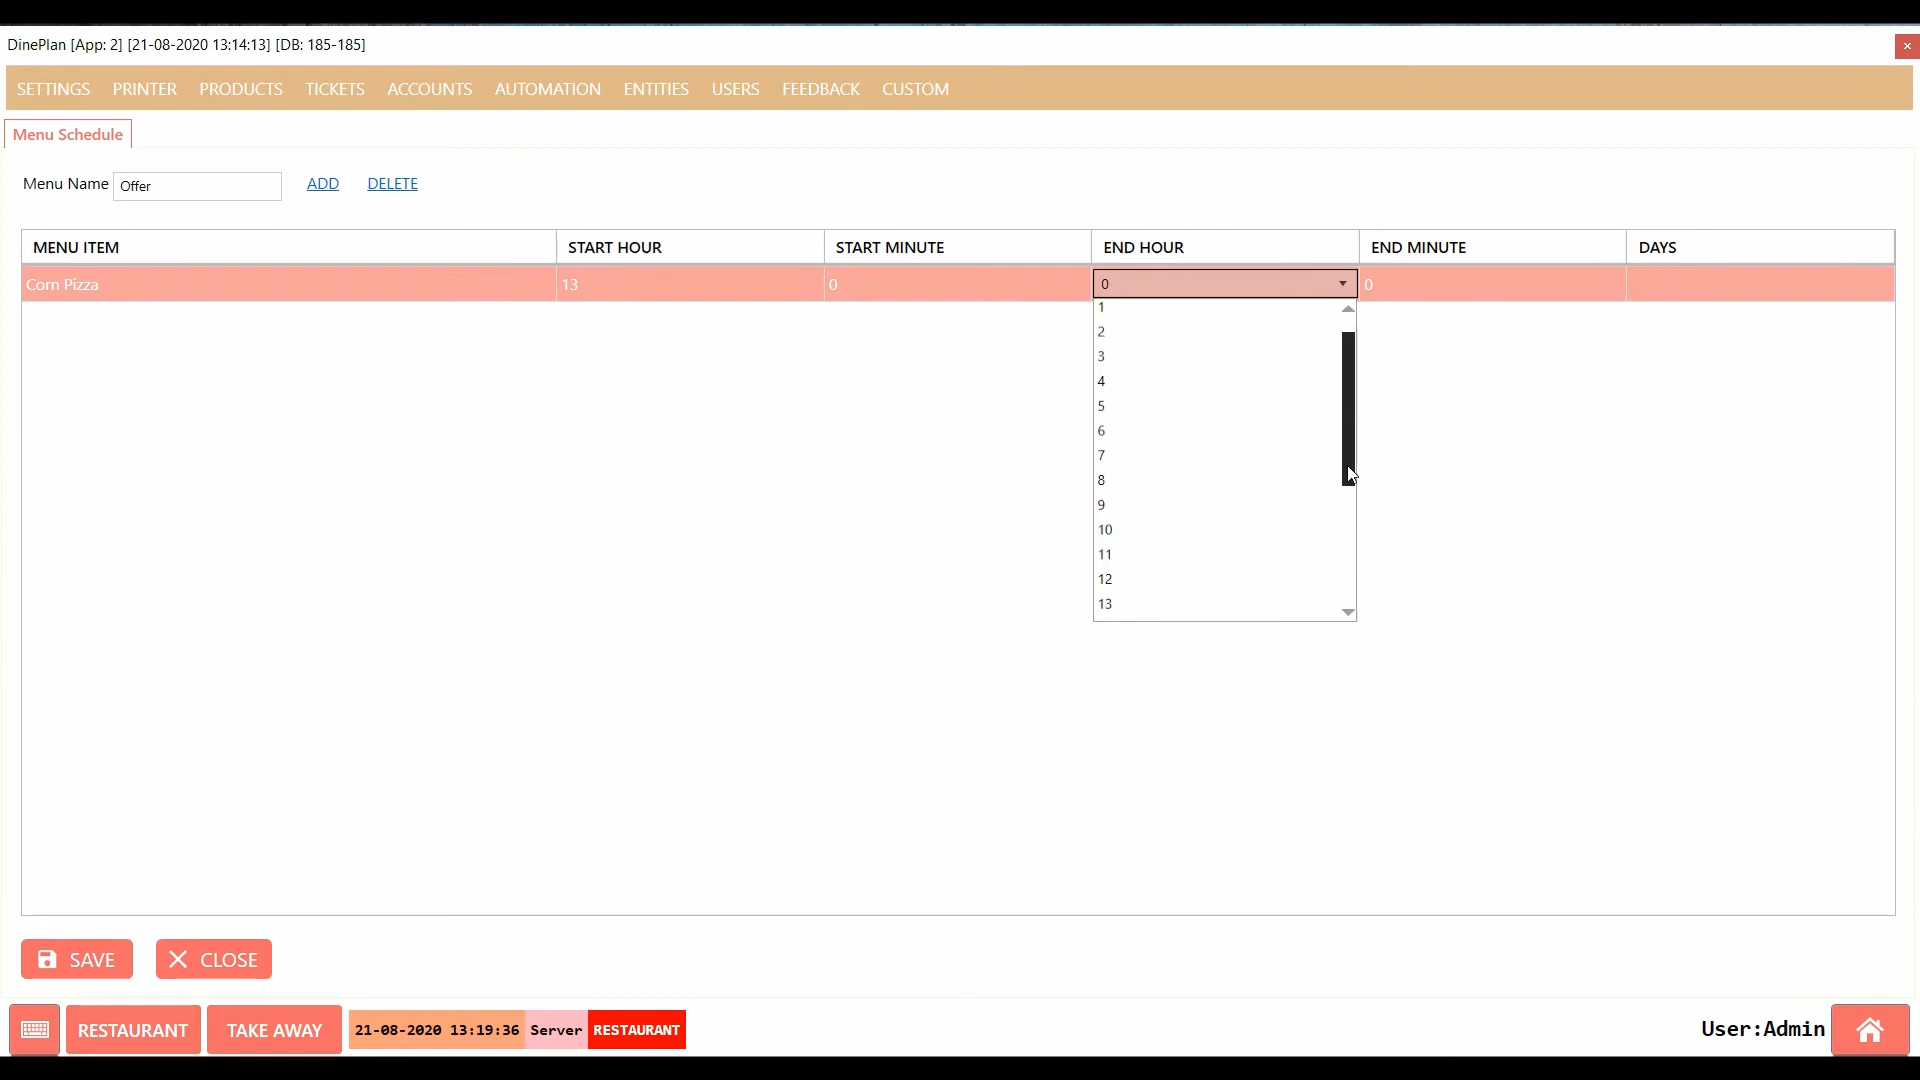 DinePlan [App: 2] [21-08-2020 13:14:13] [DB: 185-185]
SETTINGS PRINTER PRODUCTS TICKETS ACCOUNTS AUTOMATION ENTITIES USERS FEEDBACK CUSTOM
Menu Schedule
Menu Name Offer ADD DELETE
MENU ITEM START HOUR START MINUTE END HOUR END MINUTE DAYS
Corn Pizza 13 0 0 0
1
2
3
4
5
6
7
8
9
10
11
12
13
SAVE CLOSE
RESTAURANT TAKE AWAY 21-08-2020 13:19:36 Server RESTAURANT User:Admin